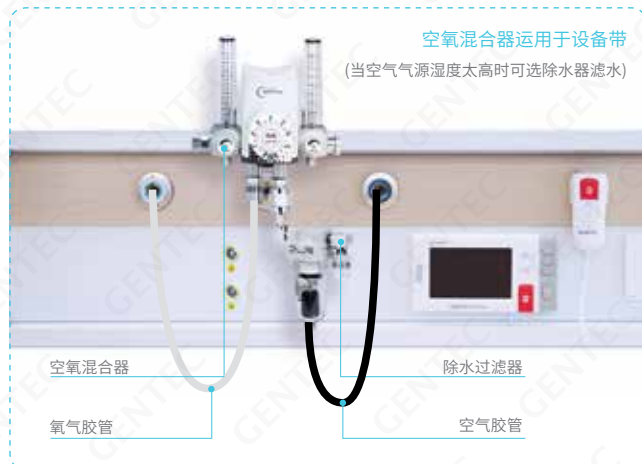 空氧混合器运用于设备带
(当空气气源湿度太高时可选除水器滤水)
空氧混合器
除水过滤器
氧气胶管
空气胶管
GENTEC